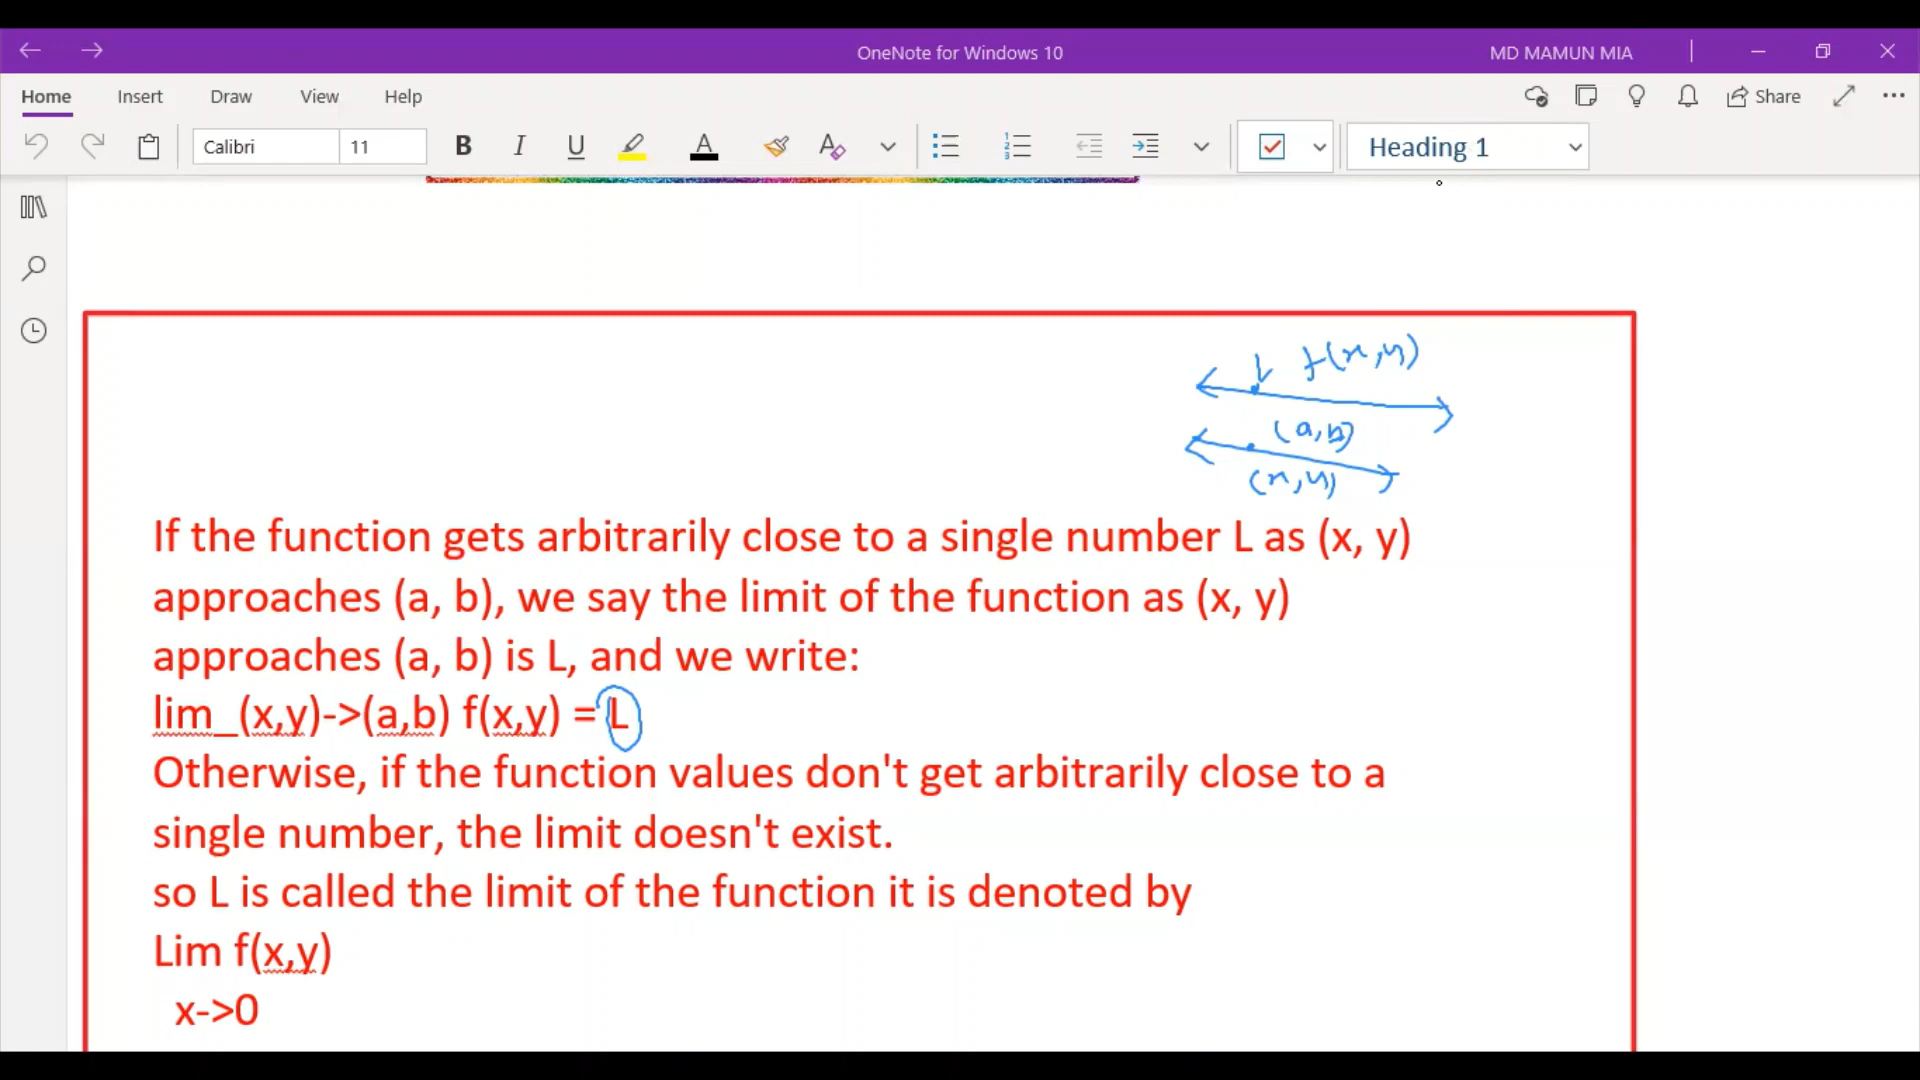 OneNote for Windows 10
MD MAMUN MIA
Home Insert Draw View Help
Share
Calibri 11 B I U A A Heading 1
L f(x,y)
(a,b)
(x,y)
If the function gets arbitrarily close to a single number L as (x, y)
approaches (a, b), we say the limit of the function as (x, y)
approaches (a, b) is L, and we write:
lim_(x,y)->(a,b) f(x,y) = L
Otherwise, if the function values don't get arbitrarily close to a
single number, the limit doesn't exist.
so L is called the limit of the function it is denoted by
Lim f(x,y)
x->0